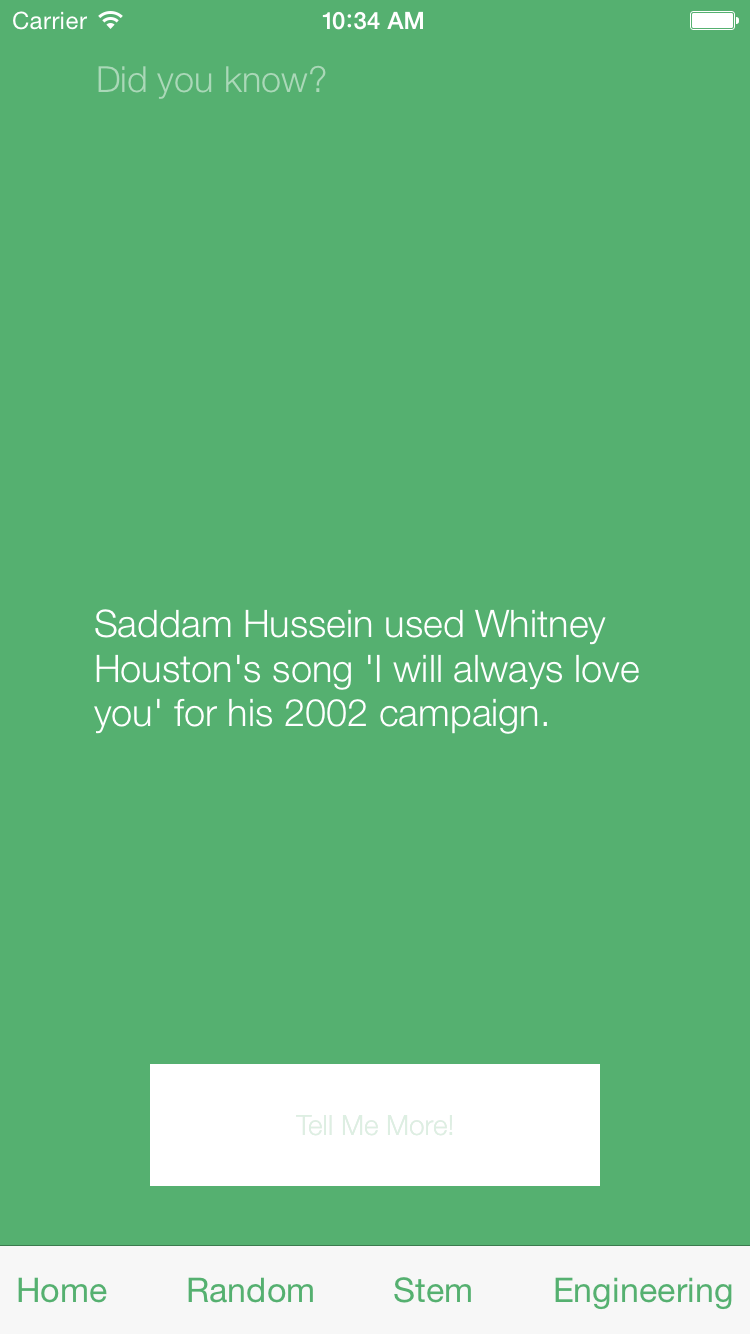 Carrier 10:34 AM
Did you know?
Saddam Hussein used Whitney
Houston's song 'I will always love
you' for his 2002 campaign.
Tell Me More!
Home Random Stem Engineering